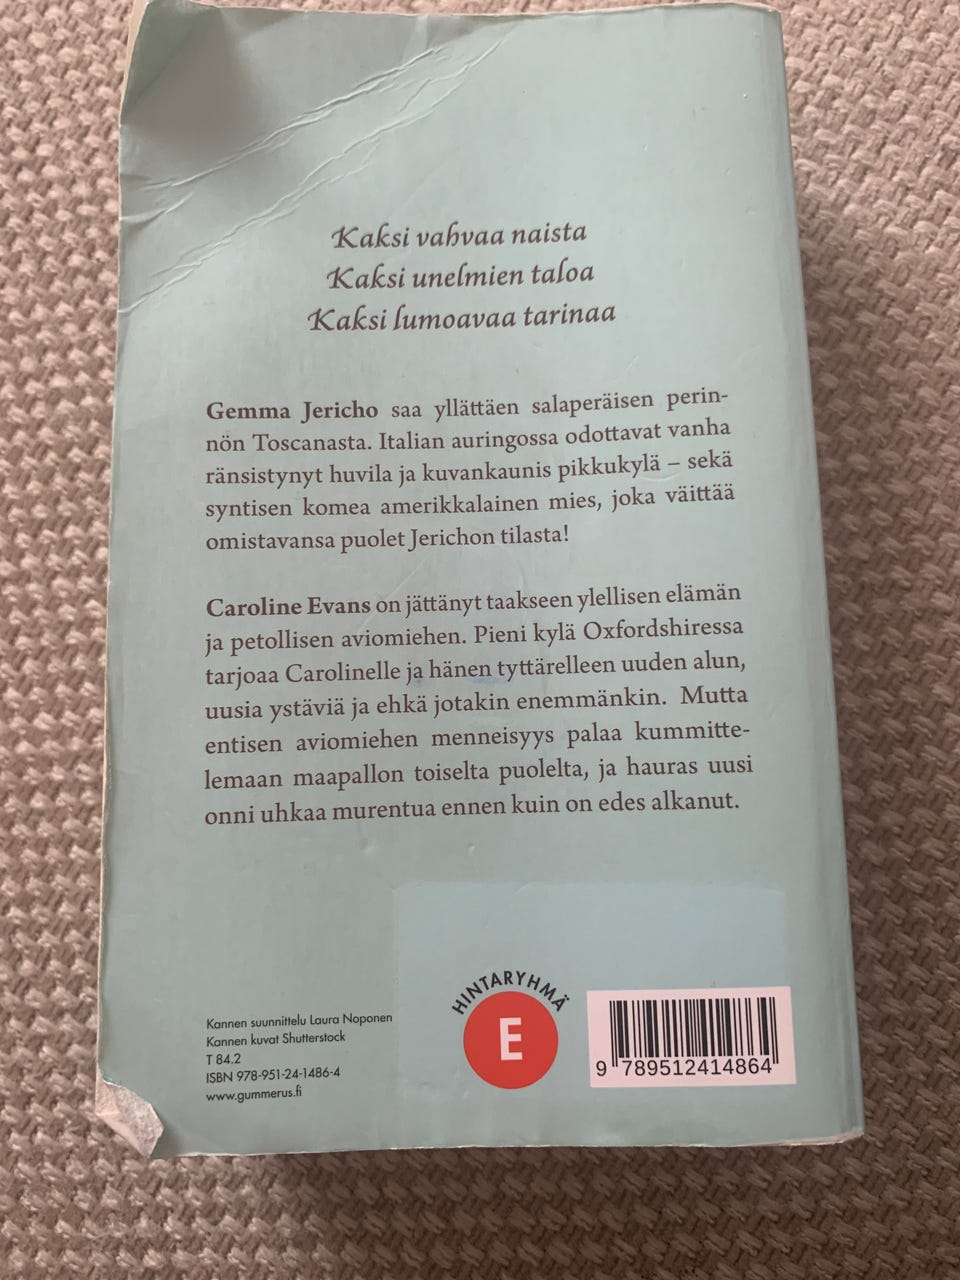 Kaksi vahvaa naista
Kaksi unelmien taloa
Kaksi lumoavaa tarinaa
Gemma Jericho saa yllättäen salaperäisen perin-
nön Toscanasta. Italian auringossa odottavat vanha
ränsistynyt huvila ja kuvankaunis pikkukylä – sekä
syntisen komea amerikkalainen mies, joka väittää
omistavansa puolet Jerichon tilasta!
Caroline Evans on jättänyt taakseen ylellisen elämän
ja petollisen aviomiehen. Pieni kylä Oxfordshiressa
tarjoaa Carolinelle ja hänen tyttärelleen uuden alun,
uusia ystäviä ja ehkä jotakin enemmänkin. Mutta
entisen aviomiehen menneisyys palaa kummitte-
lemaan maapallon toiselta puolelta, ja hauras uusi
onni uhkaa murentua ennen kuin on edes alkanut.
Kannen suunnittelu Laura Noponen
Kannen kuvat Shutterstock
T 84.2
ISBN 978-951-24-1486-4
www.gummerus.fi
HINTARYHMÄ
E
9 789512 414864